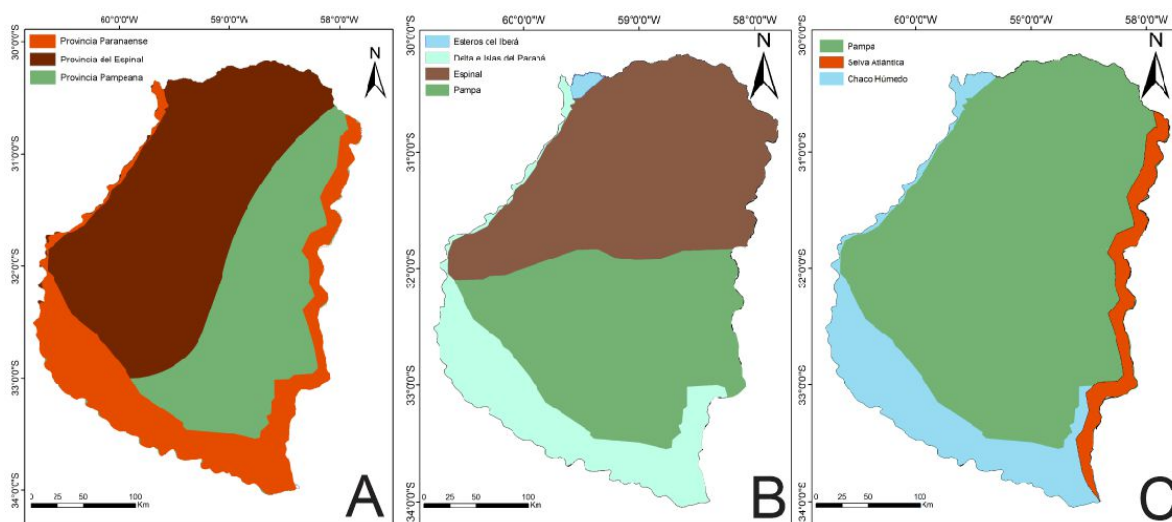 60°0'0"W 59°0'0"W 58°0'0"W
30°0'0"S
31°0'0"S
32°0'0"S
33°0'0"S
34°0'0"S
Provincia Paranaense
Provincia del Espinal
Provincia Pampeana
N
0 25 50 100
Km
A
60°0'0"W 59°0'0"W 58°0'0"W
30°0'0"S
31°0'0"S
32°0'0"S
33°0'0"S
34°0'0"S
Esteros del Iberá
Delta e Islas del Paraná
Espinal
Pampa
N
0 25 50 100
Km
B
60°0'0"W 59°0'0"W 58°0'0"W
30°0'0"S
31°0'0"S
32°0'0"S
33°0'0"S
34°0'0"S
Pampa
Selva Atlántica
Chaco Húmedo
N
0 25 50 100
Km
C